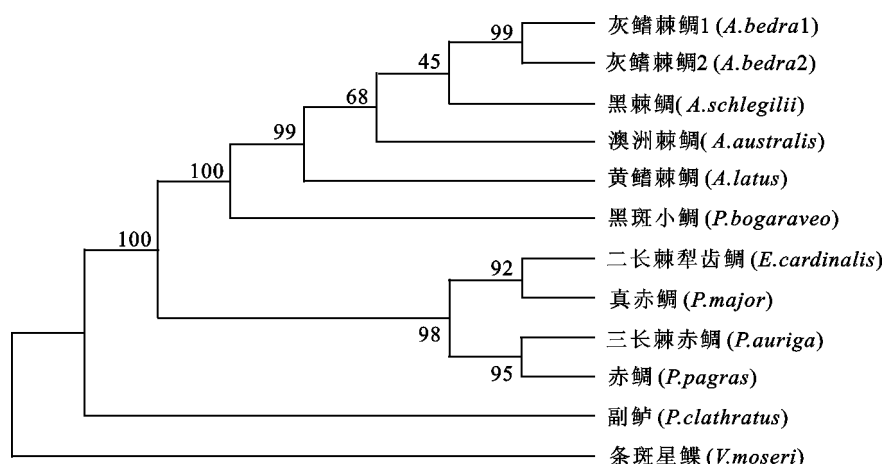 灰鳍棘鲷1 (A.bedra1)
99
灰鳍棘鲷2 (A.bedra2)
45
黑棘鲷( A.schlegilii)
68
澳洲棘鲷( A.australis)
99
黄鳍棘鲷 (A.latus)
100
黑斑小鲷 (P.bogaraveo)
100
二长棘犁齿鲷 (E.cardinalis)
92
真赤鲷 (P.major)
98
三长棘赤鲷 (P.auriga)
95
赤鲷 (P.pagras)
副鲈 (P.clathratus)
条斑星鲽 (V.moseri)